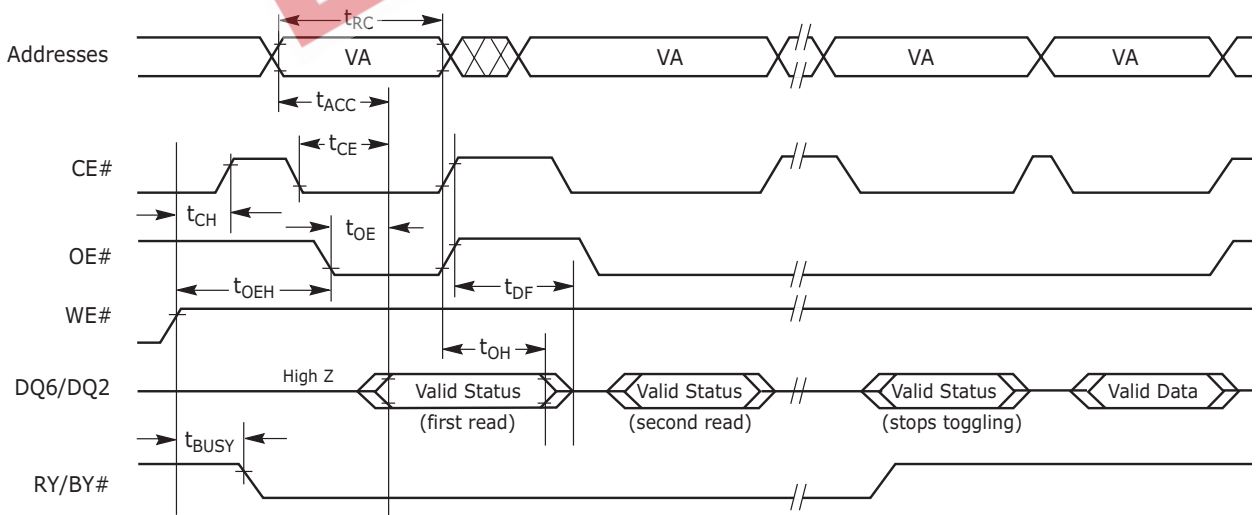 tRC
Addresses VA VA VA VA
tACC
tCE
CE#
tCH tOE
OE#
tOEH tDF
WE#
tOH
DQ6/DQ2 High Z Valid Status Valid Status Valid Status Valid Data
(first read) (second read) (stops toggling)
tBUSY
RY/BY#